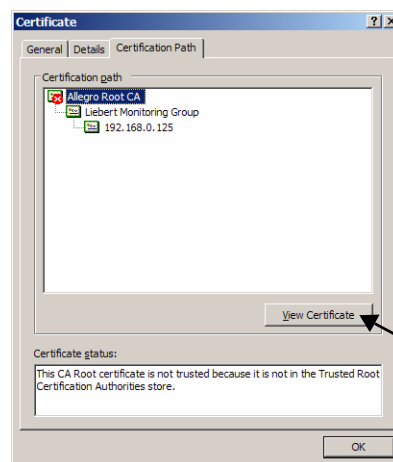 Certificate
General Details Certification Path
Certification path
Allegro Root CA
Liebert Monitoring Group
192.168.0.125
View Certificate
Certificate status:
This CA Root certificate is not trusted because it is not in the Trusted Root
Certification Authorities store.
OK